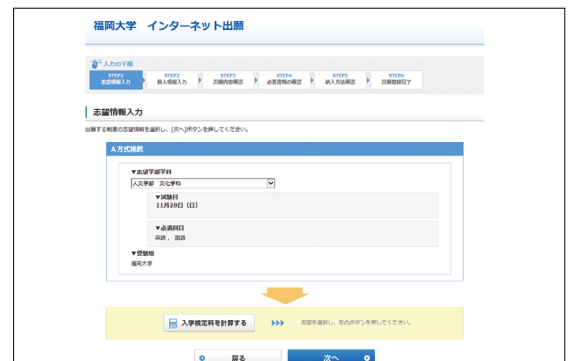 福岡大学 インターネット出願
入力の手順
STEP1 STEP2 STEP3 STEP4 STEP5 STEP6
志望情報入力 個人情報入力 出願内容確認 必要書類の確認 納入方法確認 出願登録完了
志望情報入力
出願する制度の志望情報を選択し、[次へ]ボタンを押してください。
A方式推薦
▼志望学部学科
人文学部 文化学科
▼試験日
11月28日（日）
▼必須科目
英語 , 国語
▼受験地
福岡大学
入学検定料を計算する
志望を選択し、左のボタンを押してください。
戻る 次へ